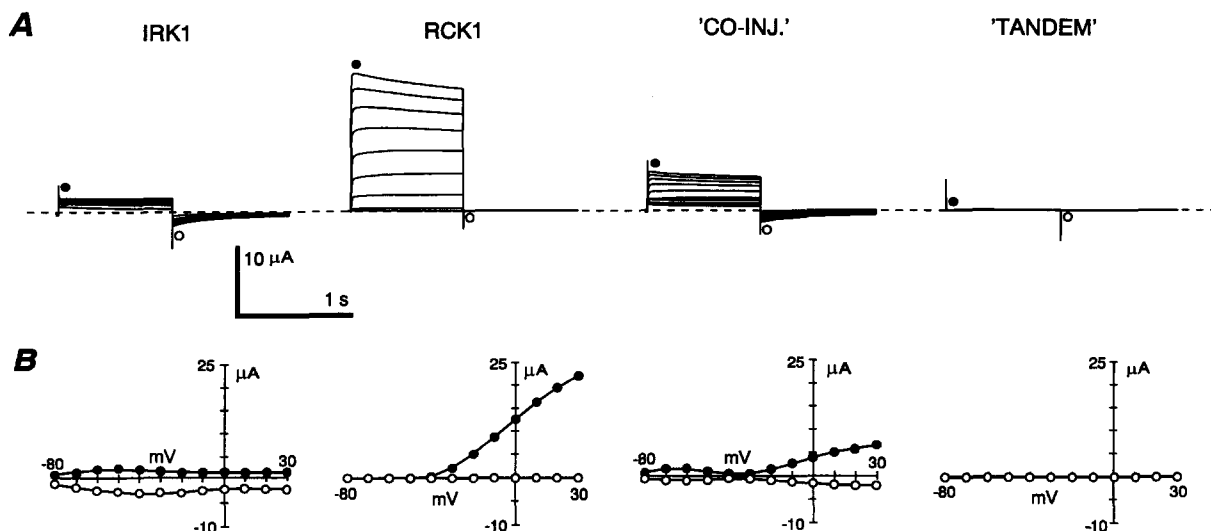 A
IRK1
RCK1
'CO-INJ.'
'TANDEM'
10 µA
1 s
B
25
µA
-80
mV
30
-10
25
µA
-80
mV
30
-10
25
µA
-80
mV
30
-10
25
µA
-80
mV
30
-10